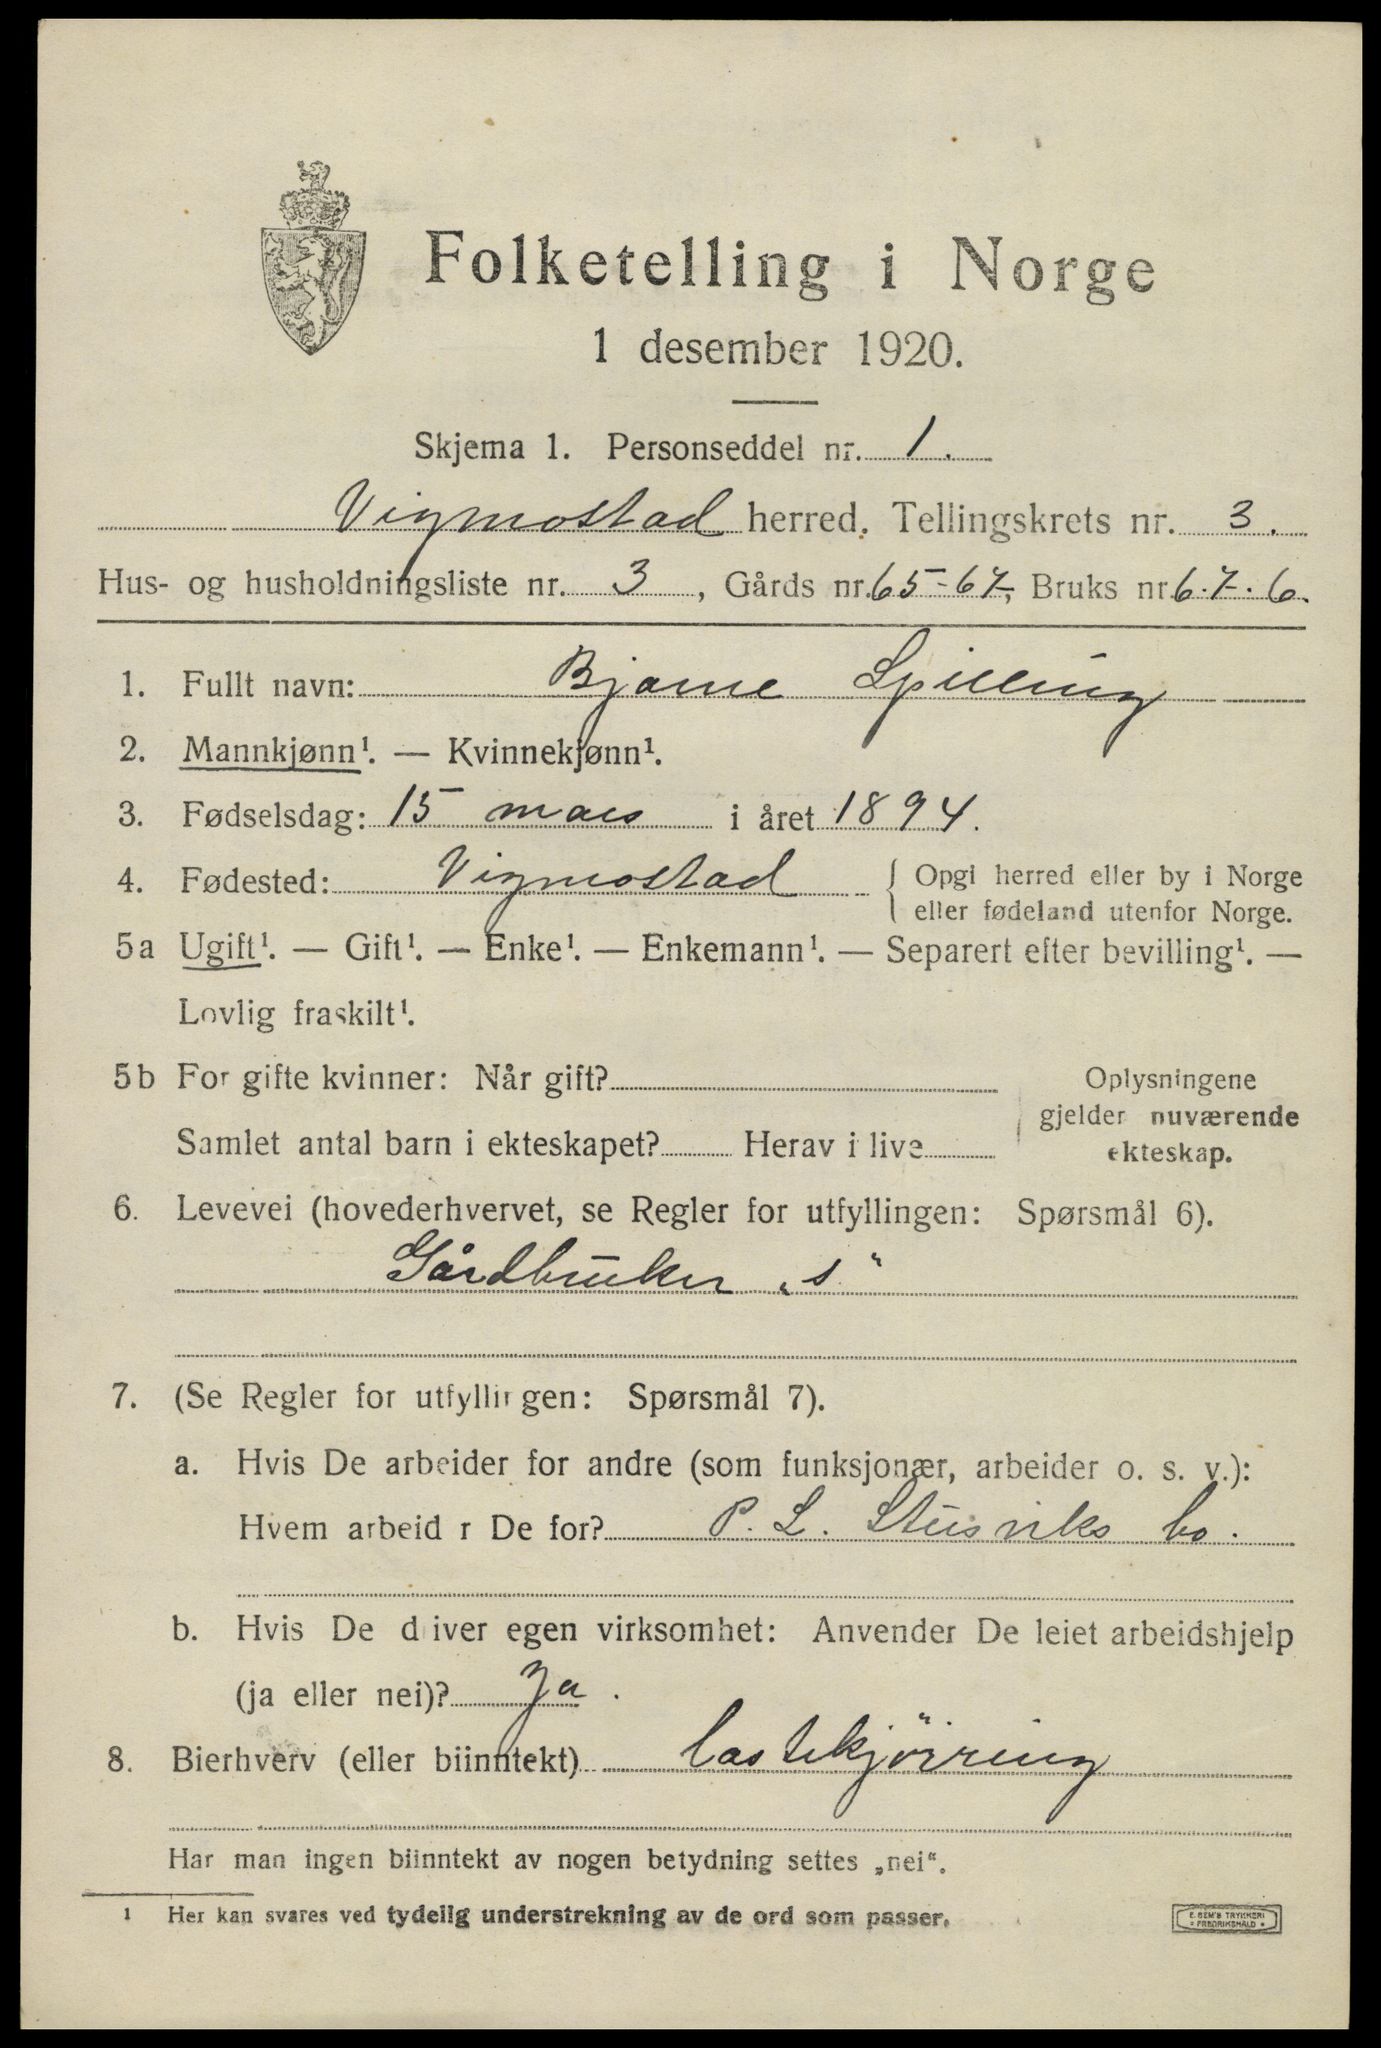 Folketelling i Norge
1 desember 1920.
Skjema 1. Personseddel nr. 1.
Vigmostad herred. Tellingskrets nr. 3.
Hus- og husholdningsliste nr. 3, Gårds nr. 65-67, Bruks nr. 6.7.6.
1. Fullt navn: Bjarne Spilling
2. Mannkjønn¹. — Kvinnekjønn¹.
3. Fødselsdag: 15 mars i året 1894.
4. Fødested: Vigmostad { Opgi herred eller by i Norge
eller fødeland utenfor Norge.
5a Ugift¹. — Gift¹. — Enke¹. — Enkemann¹. — Separert efter bevilling¹. —
Lovlig fraskilt¹.
5b For gifte kvinner: Når gift?
Samlet antal barn i ekteskapet? Herav i live
Oplysningene
gjelder nuværende
ekteskap.
6. Levevei (hovederhvervet, se Regler for utfyllingen: Spørsmål 6).
Gårdbruker „s"
7. (Se Regler for utfyllingen: Spørsmål 7).
a. Hvis De arbeider for andre (som funksjonær, arbeider o. s. v.):
Hvem arbeid r De for? P. L. Stusviks bo.
b. Hvis De driver egen virksomhet: Anvender De leiet arbeidshjelp
(ja eller nei)? Ja.
8. Bierhverv (eller biinntekt) lastekjørring
Har man ingen biinntekt av nogen betydning settes „nei“.
1 Her kan svares ved tydelig understrekning av de ord som passer.
E. SEM'S TRYKKERI
• FREDRIKSHALD •